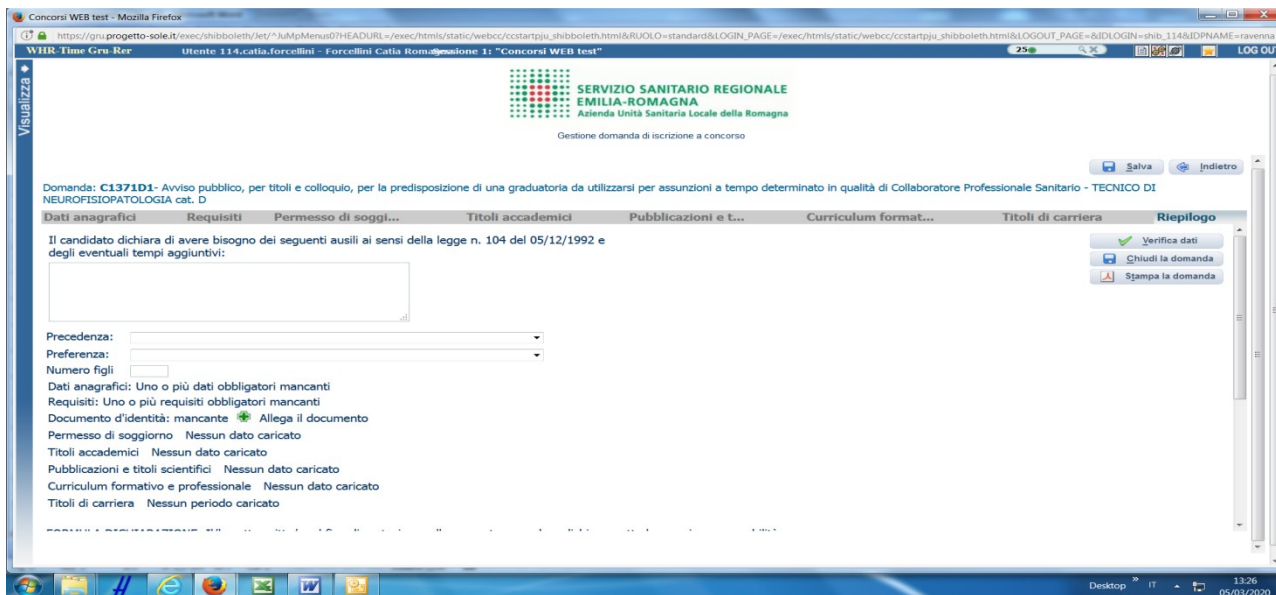 Concorsi WEB test - Mozilla Firefox
https://gru.progetto-sole.it/exec/shibboleth/Jet/^JuMpMenus0?HEADURL=/exec/htmls/static/webcc/ccstartpju_shibboleth.html&RUOLO=standard&LOGIN_PAGE=/exec/htmls/static/webcc/ccstartpju_shibboleth.html&LOGOUT_PAGE=&IDLOGIN=shib_114&IDPNAME=ravenna
WHR-Time Gru-Rer Utente 114.catia.forcellini - Forcellini Catia 1: "Concorsi WEB test" 25 LOG OU
Visualizza
SERVIZIO SANITARIO REGIONALE
EMILIA-ROMAGNA
Azienda Unità Sanitaria Locale della Romagna
Gestione domanda di iscrizione a concorso
Salva Indietro
Domanda: C1371D1- Avviso pubblico, per titoli e colloquio, per la predisposizione di una graduatoria da utilizzarsi per assunzioni a tempo determinato in qualità di Collaboratore Professionale Sanitario - TECNICO DI
NEUROFISIOPATOLOGIA cat. D
Dati anagrafici Requisiti Permesso di soggi... Titoli accademici Pubblicazioni e t... Curriculum format... Titoli di carriera Riepilogo
Il candidato dichiara di avere bisogno dei seguenti ausili ai sensi della legge n. 104 del 05/12/1992 e
degli eventuali tempi aggiuntivi:
Verifica dati
Chiudi la domanda
Stampa la domanda
Precedenza:
Preferenza:
Numero figli
Dati anagrafici: Uno o più dati obbligatori mancanti
Requisiti: Uno o più requisiti obbligatori mancanti
Documento d'identità: mancante Allega il documento
Permesso di soggiorno Nessun dato caricato
Titoli accademici Nessun dato caricato
Pubblicazioni e titoli scientifici Nessun dato caricato
Curriculum formativo e professionale Nessun dato caricato
Titoli di carriera Nessun periodo caricato
Desktop IT 13:26
05/03/2020